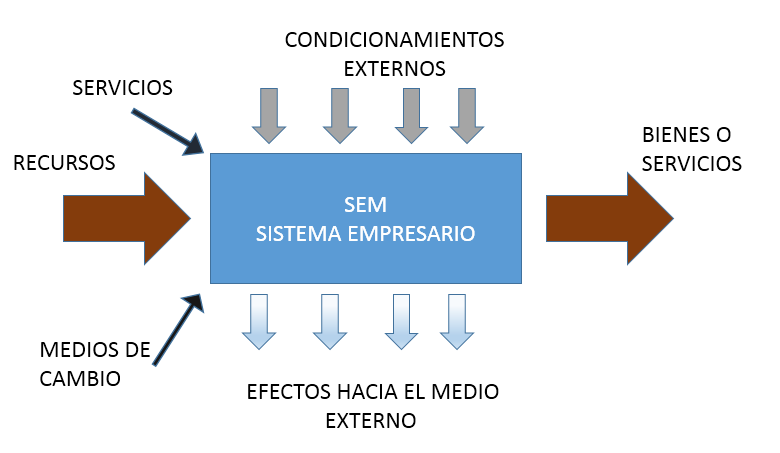 CONDICIONAMIENTOS
EXTERNOS
SERVICIOS
RECURSOS
BIENES O
SERVICIOS
SEM
SISTEMA EMPRESARIO
MEDIOS DE
CAMBIO
EFECTOS HACIA EL MEDIO
EXTERNO